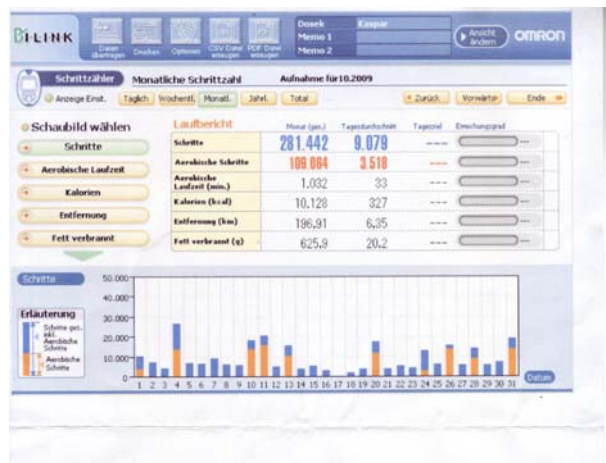 Bi-LINK
Daten übertragen
Drucken
Optionen
CSV Datei erzeugen
PDF Datei erzeugen
Dosek Kaspar
Memo 1
Memo 2
Ansicht ändern
OMRON
Schrittzähler
Monatliche Schrittzahl
Aufnahme für10.2009
Anzeige Einst.
Täglich
Wöchentl.
Monatl.
Jährl.
Total
Zurück
Vorwärts
Ende
Schaubild wählen
Schritte
Aerobische Laufzeit
Kalorien
Entfernung
Fett verbrannt
Laufbericht
Monat (ges.) Tagesdurchschnitt Tagesziel Erreichungsgrad
Schritte 281.442 9.079 --- ---
Aerobische Schritte 109.064 3.518 --- ---
Aerobische Laufzeit (min.) 1.032 33 --- ---
Kalorien (kcal) 10.128 327 --- ---
Entfernung (km) 196,91 6,35 --- ---
Fett verbrannt (g) 625,9 20,2 --- ---
Schritte
Erläuterung
Schritte ges.
inkl.
Aerobische
Schritte
Aerobische
Schritte
50.000
40.000
30.000
20.000
10.000
0
1 2 3 4 5 6 7 8 9 10 11 12 13 14 15 16 17 18 19 20 21 22 23 24 25 26 27 28 29 30 31
Datum